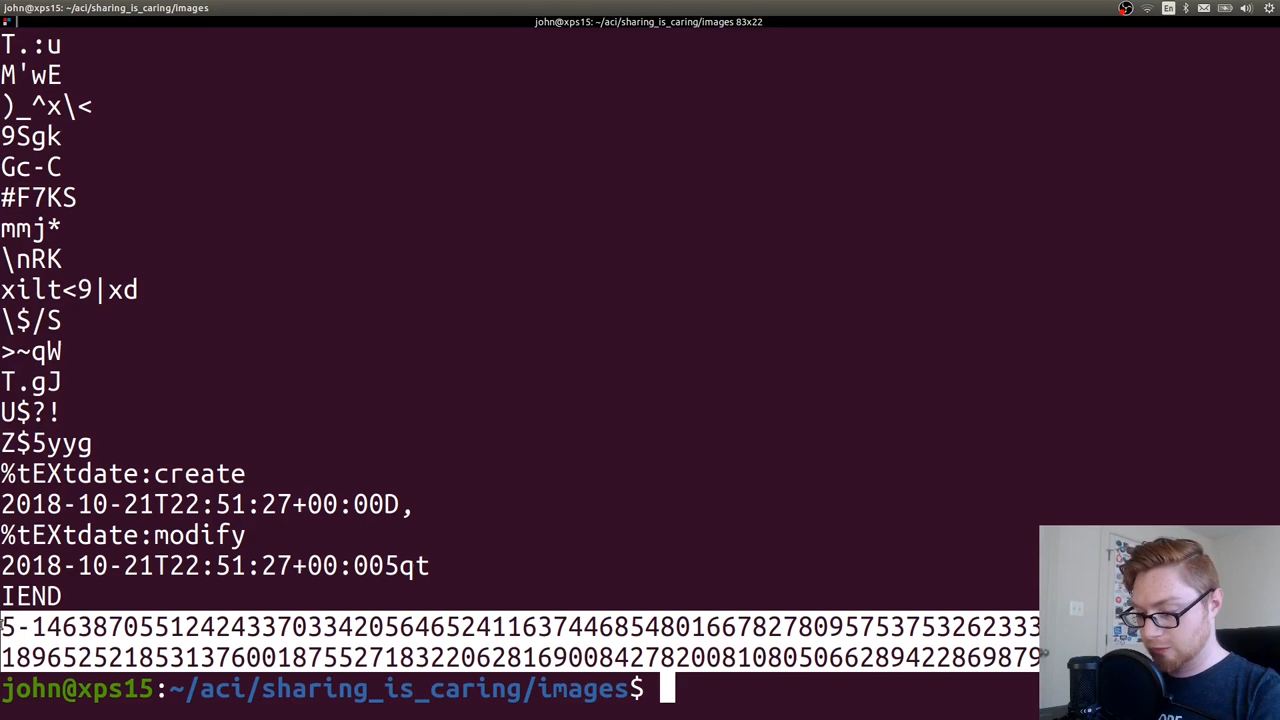 john@xps15: ~/aci/sharing_is_caring/images
En
john@xps15: ~/aci/sharing_is_caring/images 83x22
T.:u
M'wE
)_^x\<
9Sgk
Gc-C
#F7KS
mmj*
\nRK
xilt<9|xd
\$/S
>~qW
T.gJ
U$?!
Z$5yyg
%tEXtdate:create
2018-10-21T22:51:27+00:00D,
%tEXtdate:modify
2018-10-21T22:51:27+00:005qt
IEND
5-14638705512424337033420564652411637446854801667827809575375326233
18965252185313760018755271832206281690084278200810805066289422869879
john@xps15:~/aci/sharing_is_caring/images$